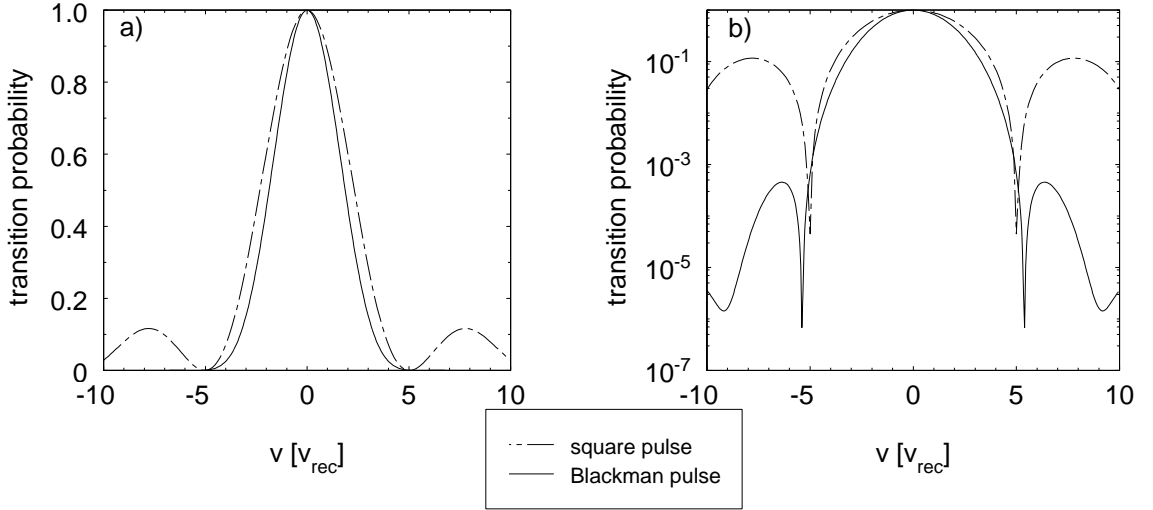 a)
transition probability
1.0
0.8
0.6
0.4
0.2
0
-10 -5 0 5 10
v [v_rec]
b)
transition probability
10^-1
10^-3
10^-5
10^-7
-10 -5 0 5 10
v [v_rec]
square pulse
Blackman pulse